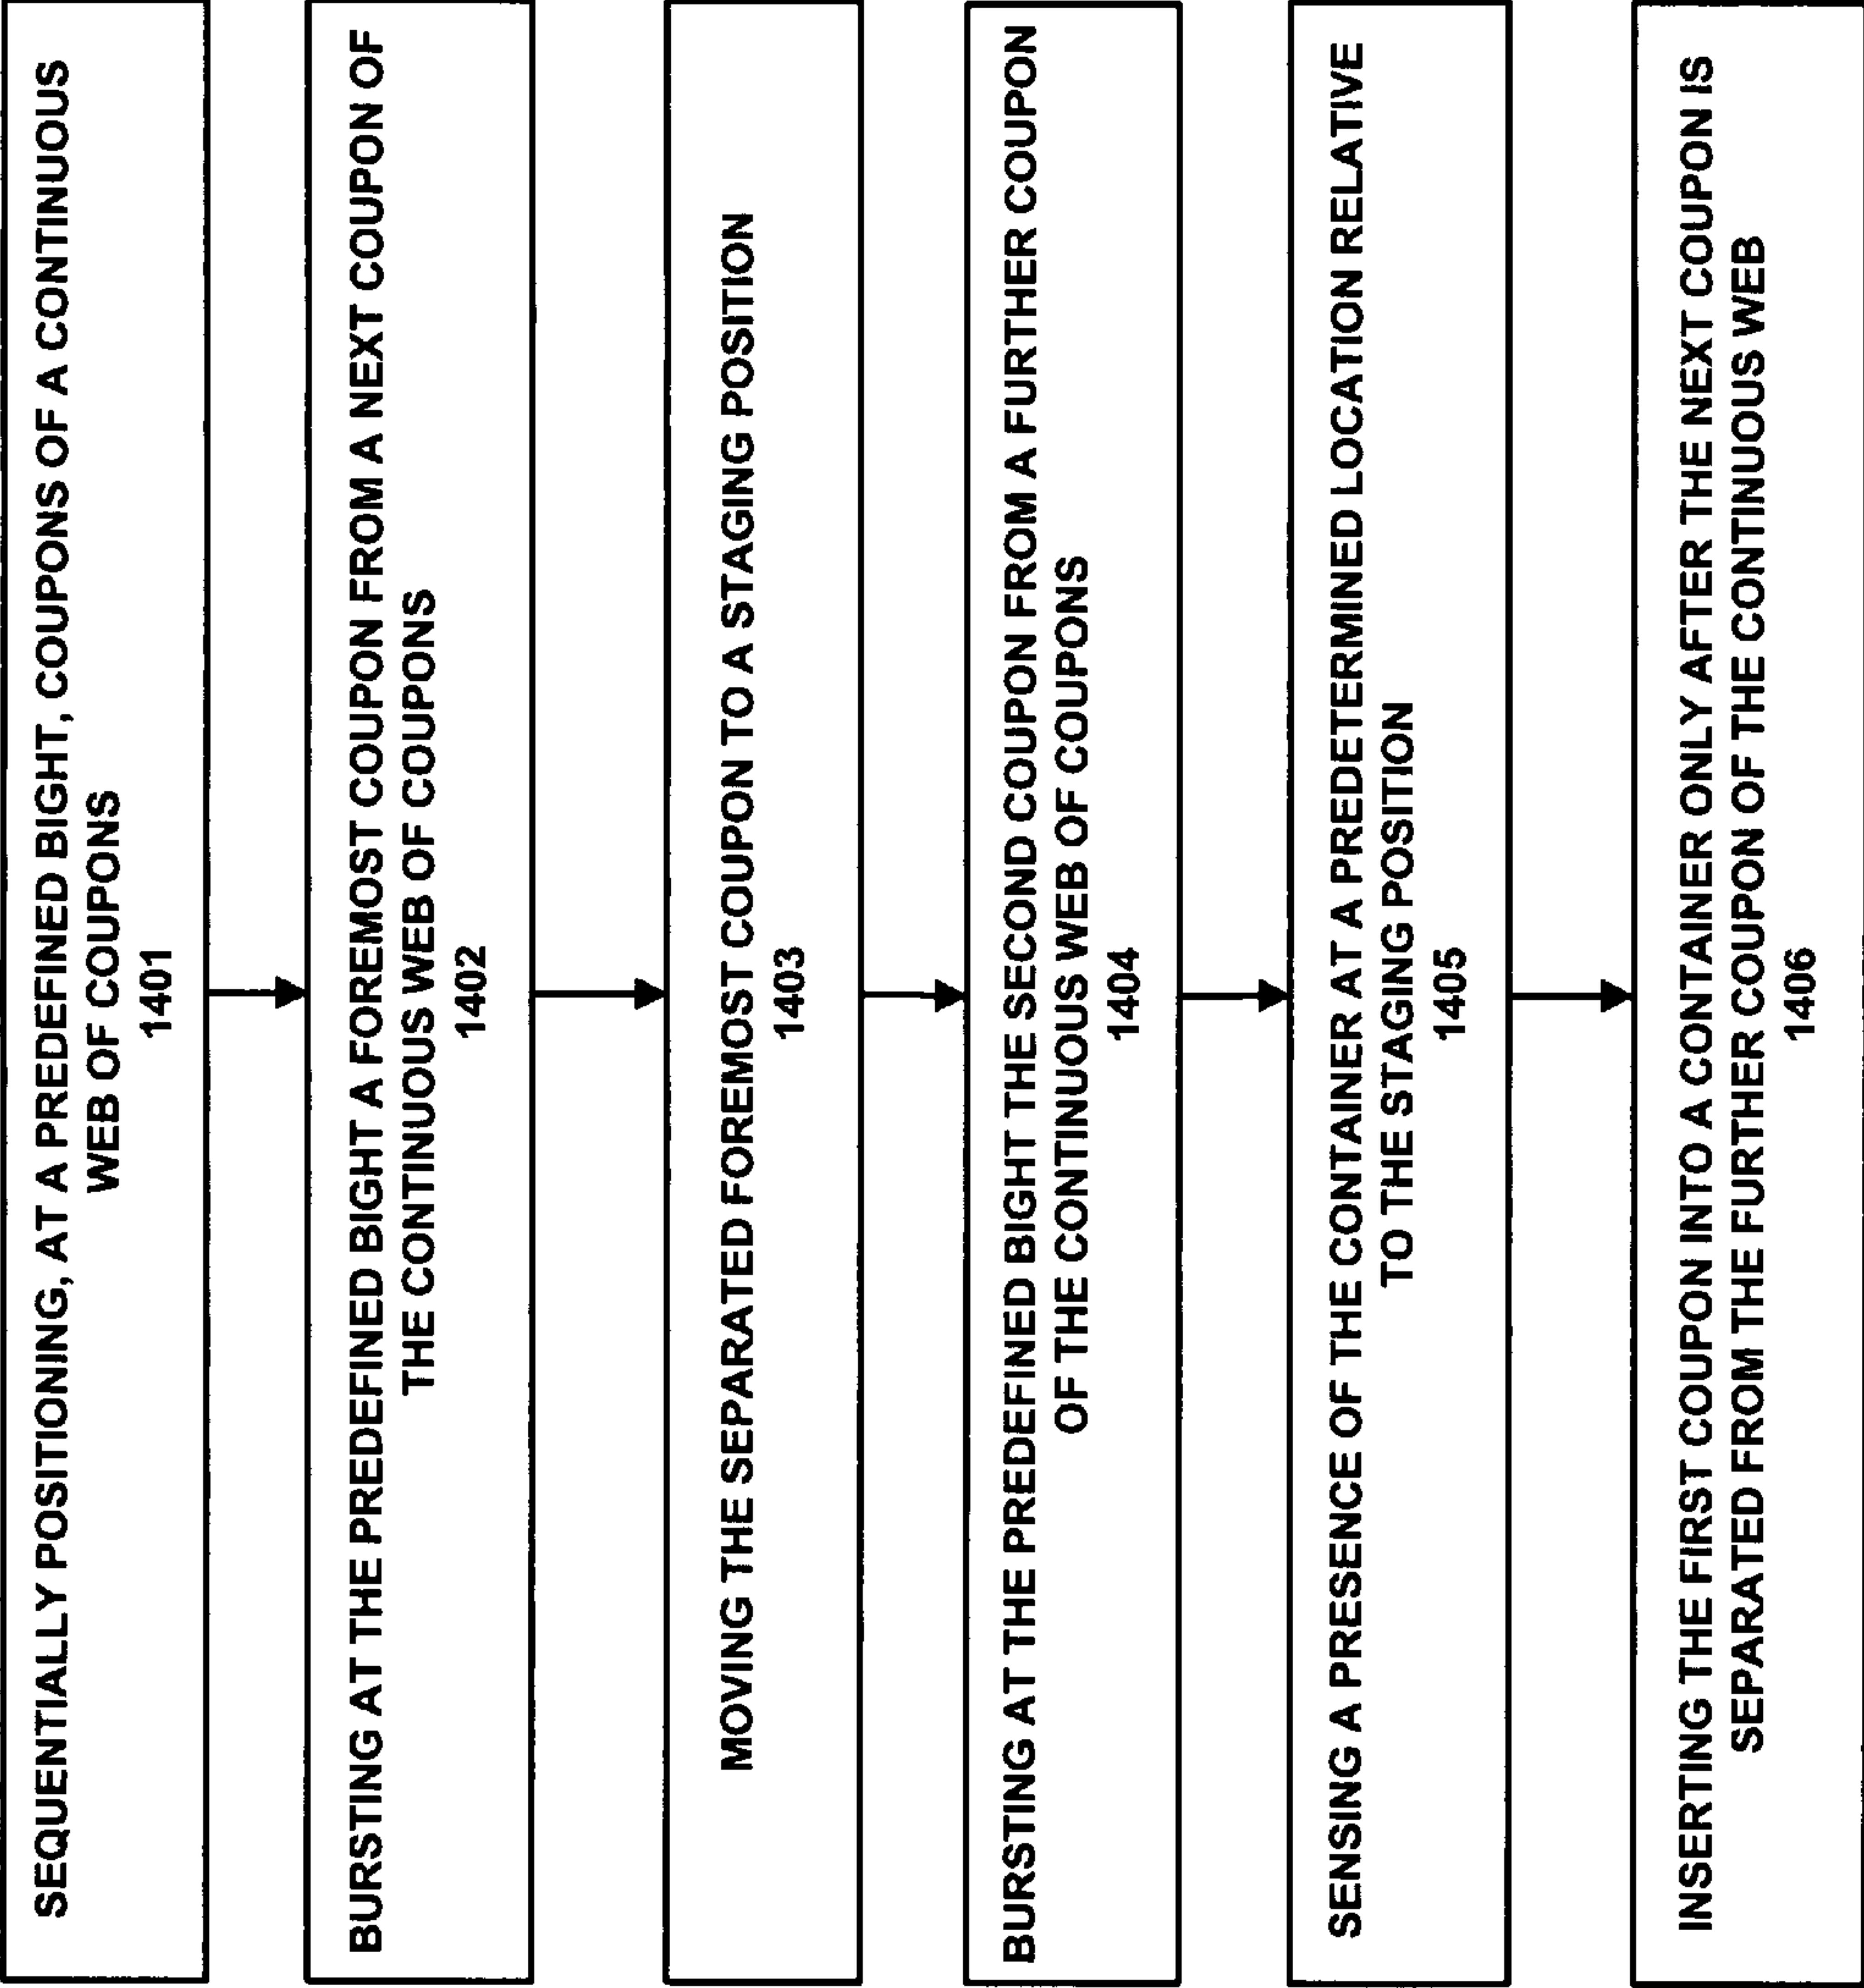 SEQUENTIALLY POSITIONING, AT A PREDEFINED BIGHT, COUPONS OF A CONTINUOUS
WEB OF COUPONS
1401
BURSTING AT THE PREDEFINED BIGHT A FOREMOST COUPON FROM A NEXT COUPON OF
THE CONTINUOUS WEB OF COUPONS
1402
MOVING THE SEPARATED FOREMOST COUPON TO A STAGING POSITION
1403
BURSTING AT THE PREDEFINED BIGHT THE SECOND COUPON FROM A FURTHER COUPON
OF THE CONTINUOUS WEB OF COUPONS
1404
SENSING A PRESENCE OF THE CONTAINER AT A PREDETERMINED LOCATION RELATIVE
TO THE STAGING POSITION
1405
INSERTING THE FIRST COUPON INTO A CONTAINER ONLY AFTER THE NEXT COUPON IS
SEPARATED FROM THE FURTHER COUPON OF THE CONTINUOUS WEB
1406